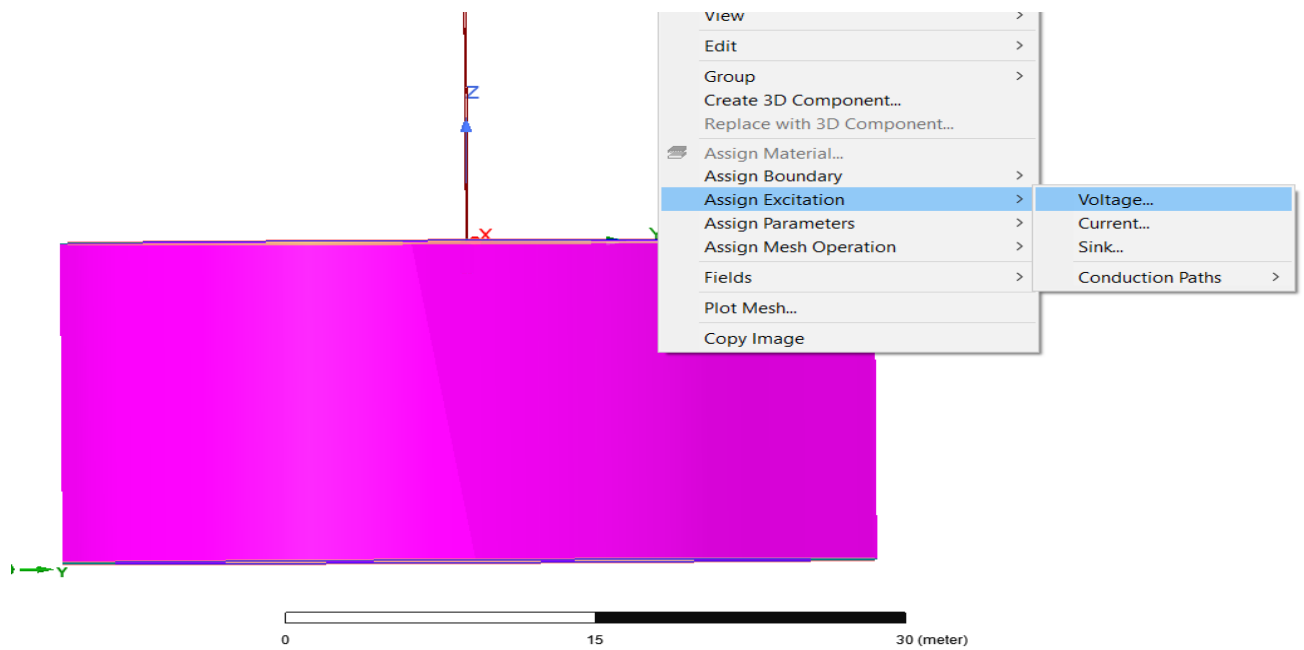 View
Edit
Group
Create 3D Component...
Replace with 3D Component...
Assign Material...
Assign Boundary
Assign Excitation
Assign Parameters
Assign Mesh Operation
Fields
Plot Mesh...
Copy Image
Voltage...
Current...
Sink...
Conduction Paths
Z
X
Y
Y
0 15 30 (meter)